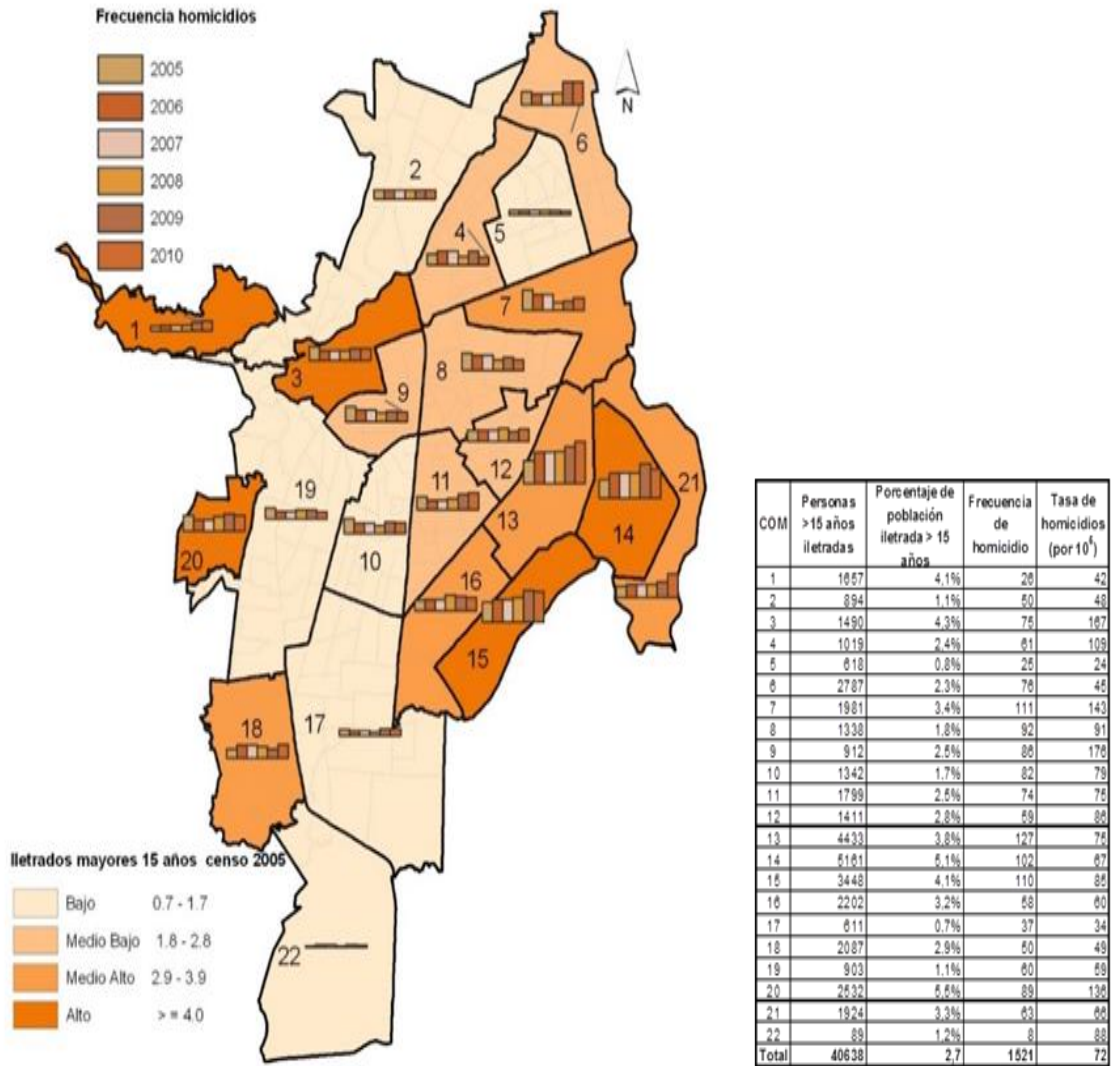 Frecuencia homicidios
2005
2006
2007
2008
2009
2010
N
6
2
5
4
7
1
3
8
9
12
11
19
13
21
14
20
10
16
15
18
17
22
Iletrados mayores 15 años censo 2005
Bajo 0.7 - 1.7
Medio Bajo 1.8 - 2.8
Medio Alto 2.9 - 3.9
Alto > = 4.0
COM Personas >15 años iletradas Porcentaje de población iletrada > 15 años Frecuencia de homicidio Tasa de homicidios (por 10⁵)
1 1657 4,1% 26 42
2 894 1,1% 50 48
3 1490 4,3% 75 167
4 1019 2,4% 61 109
5 618 0,8% 25 24
6 2787 2,3% 76 45
7 1981 3,4% 111 143
8 1338 1,8% 92 91
9 912 2,5% 86 176
10 1342 1,7% 82 79
11 1799 2,5% 74 75
12 1411 2,8% 59 86
13 4433 3,8% 127 75
14 5161 5,1% 102 67
15 3448 4,1% 110 85
16 2202 3,2% 58 60
17 611 0,7% 37 34
18 2087 2,9% 50 49
19 903 1,1% 60 59
20 2532 5,5% 89 136
21 1924 3,3% 63 66
22 89 1,2% 8 88
Total 40638 2,7 1521 72